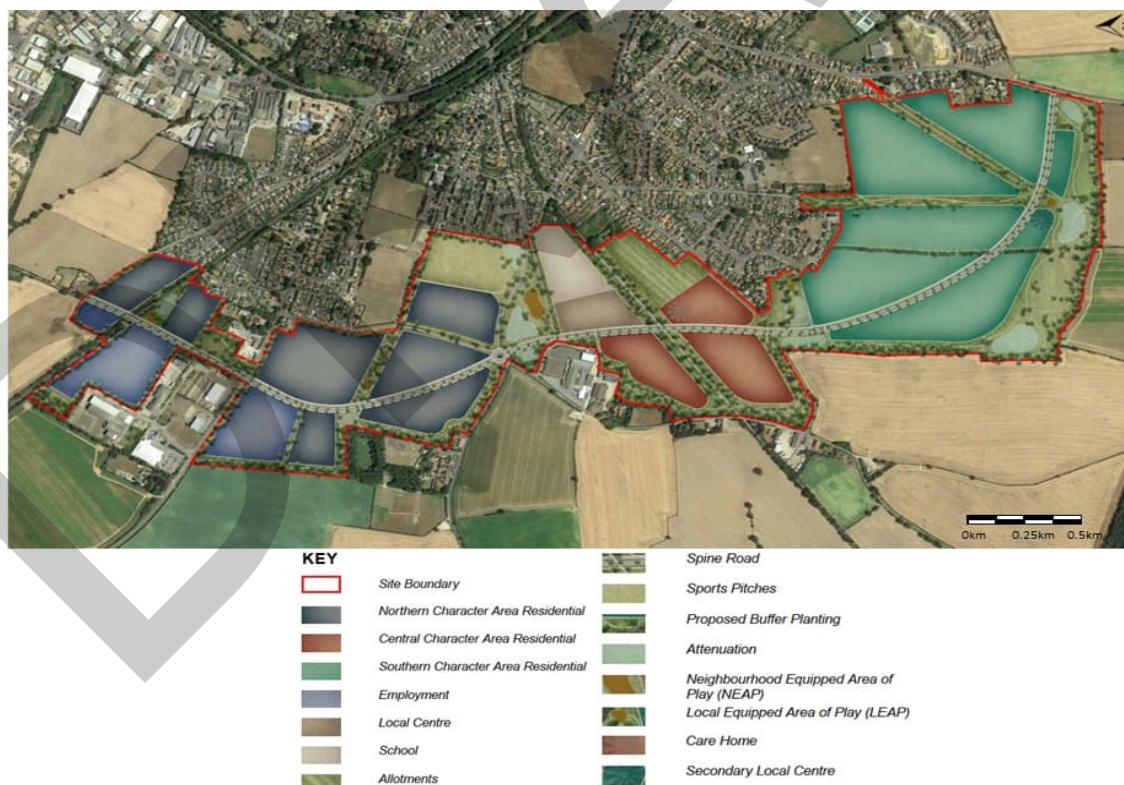 0km 0.25km 0.5km
KEY
Site Boundary
Northern Character Area Residential
Central Character Area Residential
Southern Character Area Residential
Employment
Local Centre
School
Allotments
Spine Road
Sports Pitches
Proposed Buffer Planting
Attenuation
Neighbourhood Equipped Area of
Play (NEAP)
Local Equipped Area of Play (LEAP)
Care Home
Secondary Local Centre